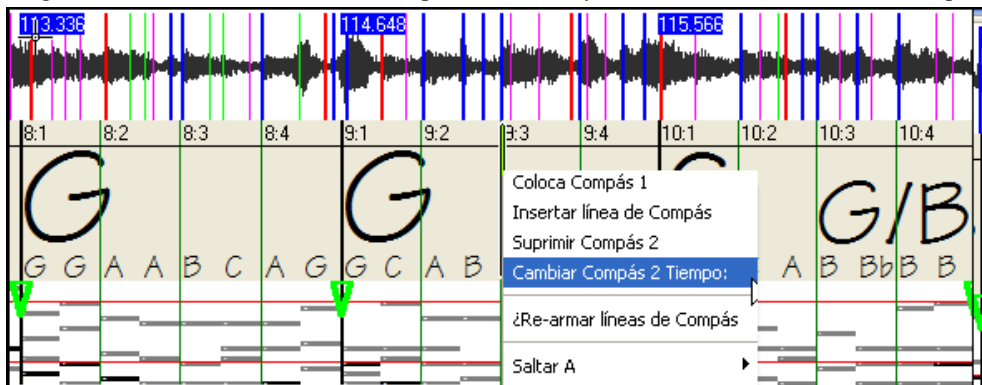 113.336 114.648 115.566
8:1 8:2 8:3 8:4 9:1 9:2 9:3 9:4 10:1 10:2 10:3 10:4
G G G/B
G G A A B C A G G C A B A B Bb B B
Coloca Compás 1
Insertar línea de Compás
Suprimir Compás 2
Cambiar Compás 2 Tiempo:
¿Re-armar líneas de Compás
Saltar A